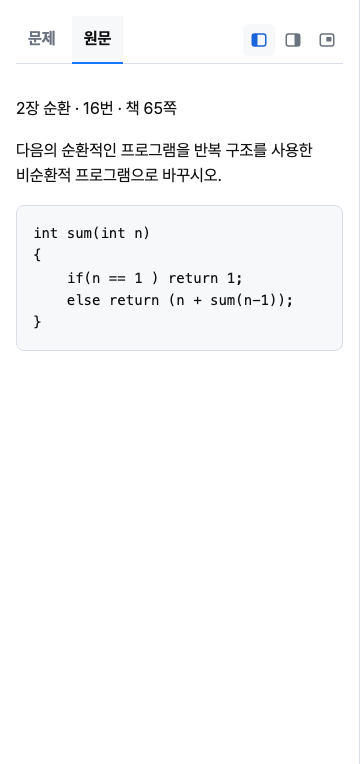 문제 원문
2장 순환 · 16번 · 책 65쪽
다음의 순환적인 프로그램을 반복 구조를 사용한
비순환적 프로그램으로 바꾸시오.
int sum(int n)
{
    if(n == 1 ) return 1;
    else return (n + sum(n-1));
}